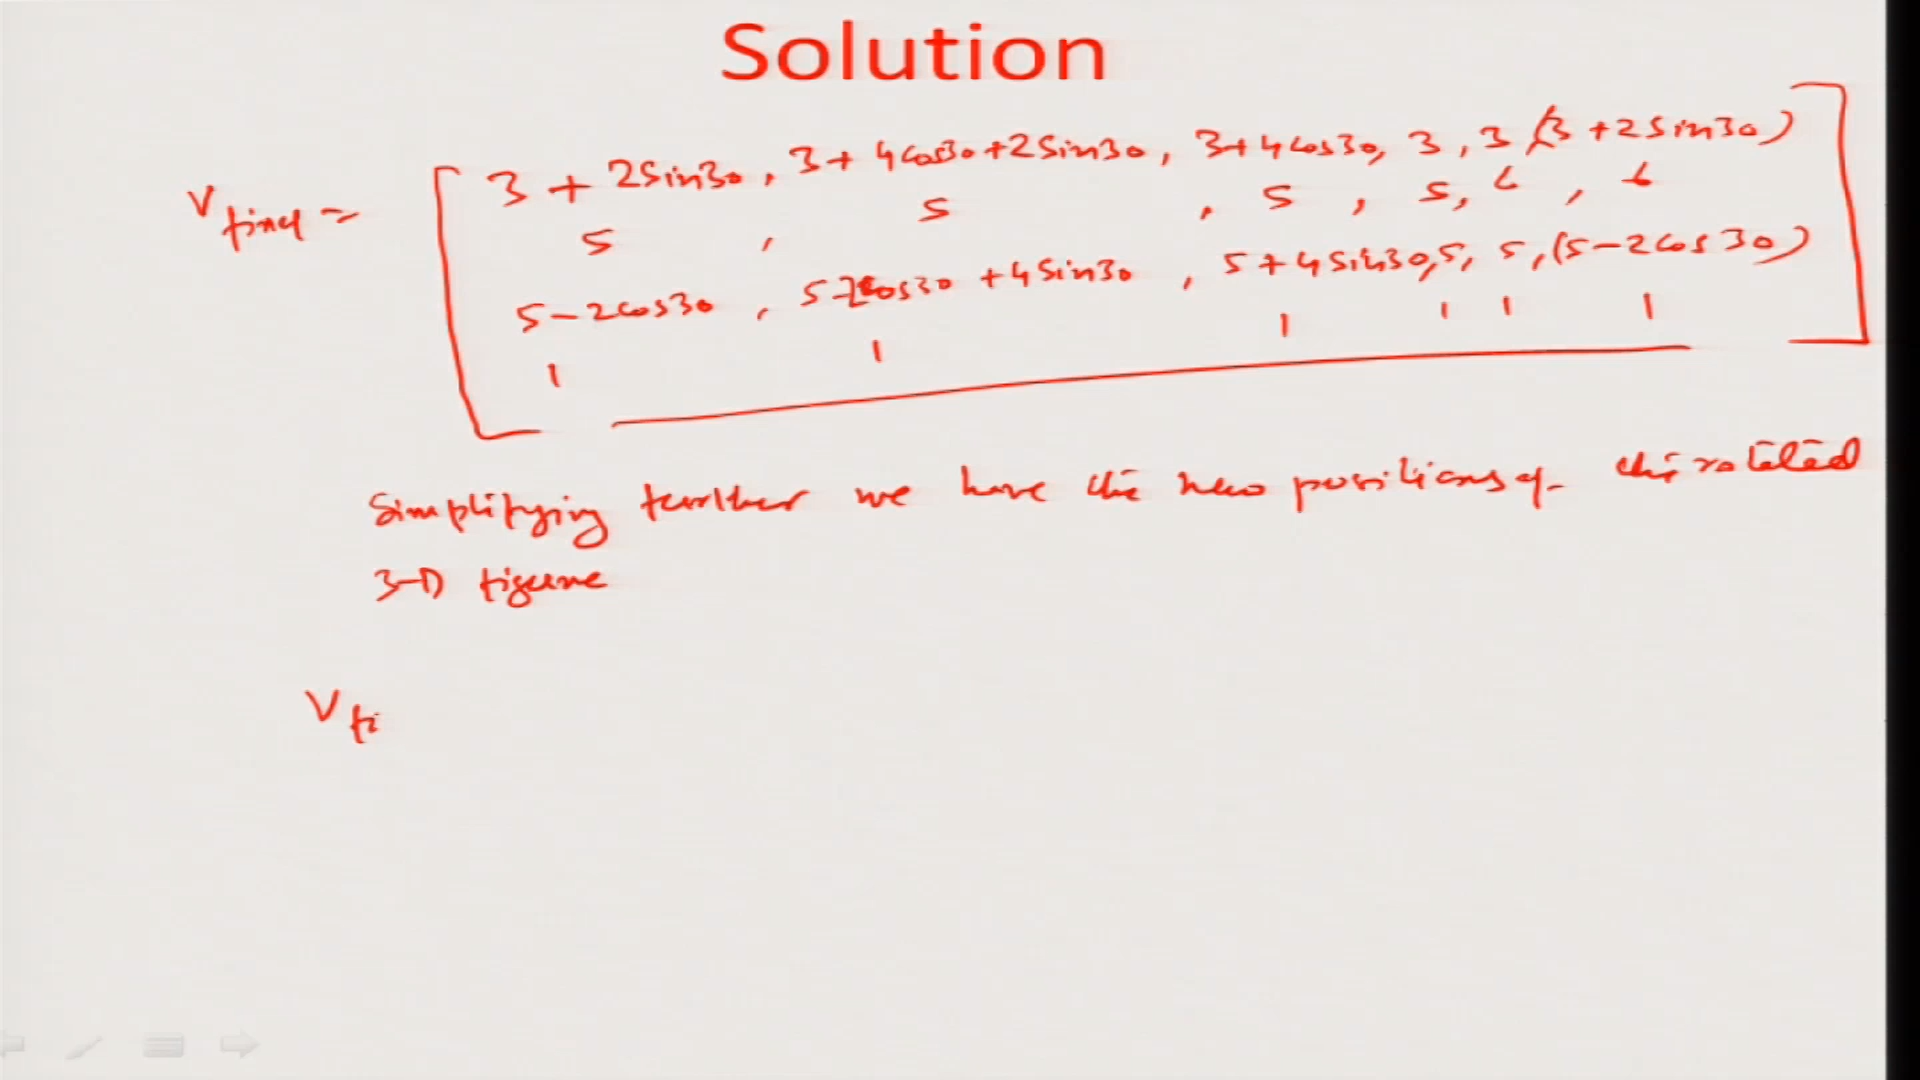 Solution
V final = [ 3 + 2Sin30, 3 + 4cos30 + 2Sin30, 3 + 4cos30, 3, 3, (3 + 2Sin30)
5, 5, 5, 5, 6, 6
5 - 2cos30, 5 - 2cos30 + 4Sin30, 5 + 4Sin30, 5, 5, (5 - 2cos30)
1 1 1 1 1 1 ]
Simplifying further we have the new positions of the rotated
3-D figure
V fi